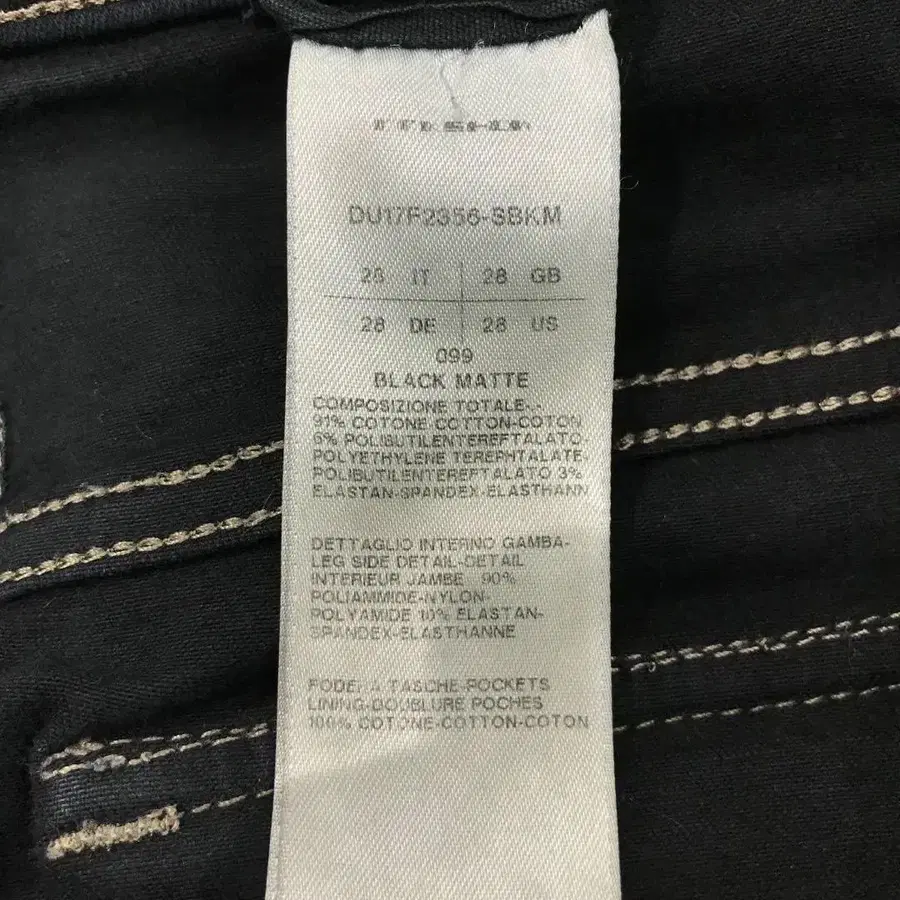 DU17F2356-SBKM
28 IT 28 GB
28 DE 28 US
099
BLACK MATTE
COMPOSIZIONE TOTALE-
91% COTONE COTTON-COTON
6% POLIBUTILENTEREFTALATO-
POLYETHYLENE TEREPHTALATE
POLIBUTILENTEREFTALATO 3%
ELASTAN-SPANDEX-ELASTHANN
DETTAGLIO INTERNO GAMBA-
LEG SIDE DETAIL-DETAIL
INTERIEUR JAMBE 90%
POLIAMMIDE-NYLON-
POLYAMIDE 10% ELASTAN-
SPANDEX-ELASTHANNE
FODERA TASCHE-POCKETS
LINING-DOUBLURE POCHES
100% COTONE-COTTON-COTON